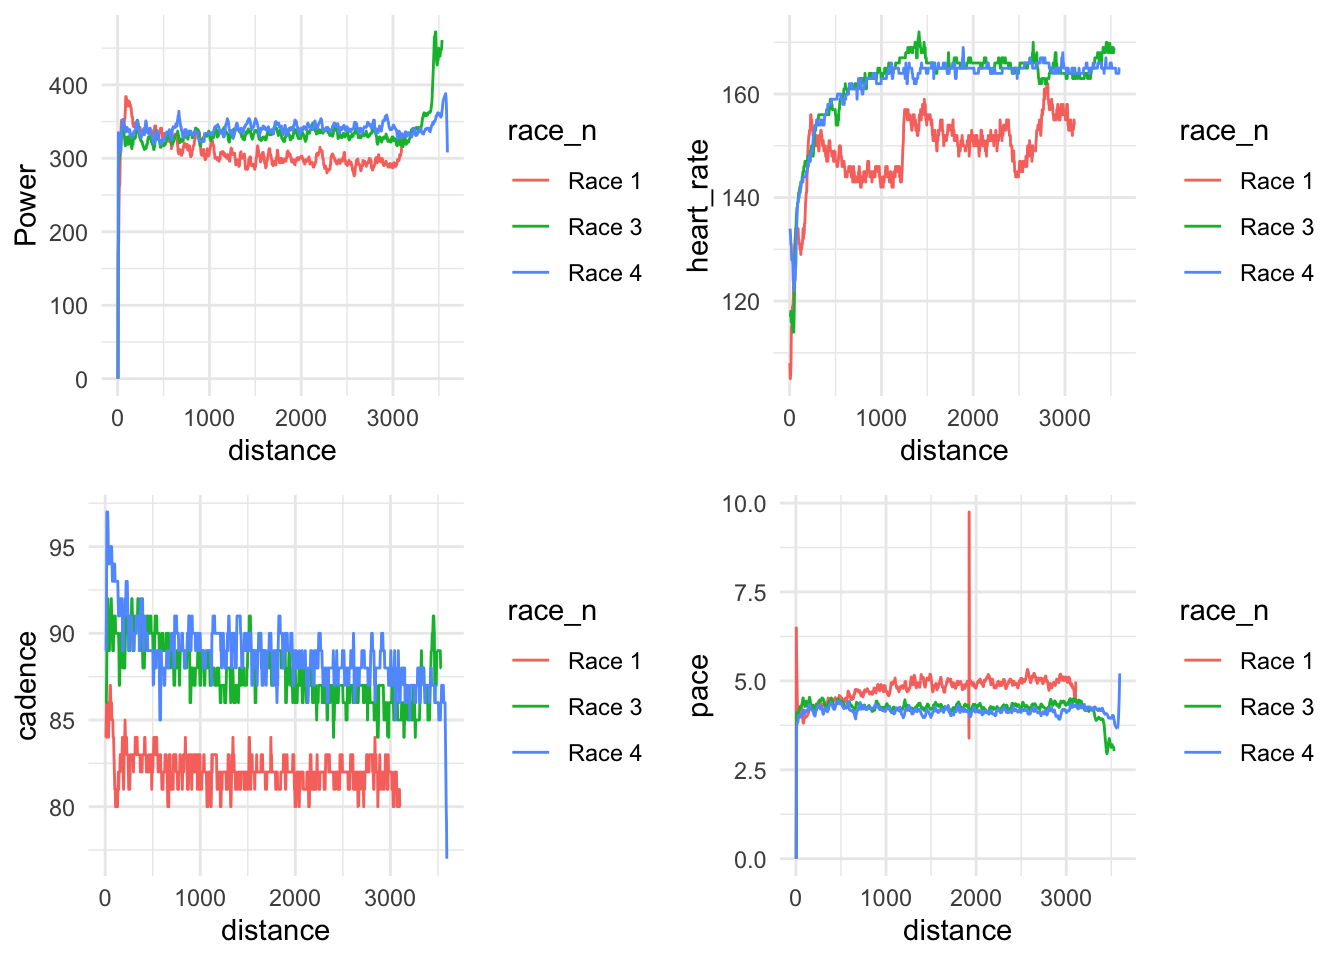 Power
400
300
200
100
0
0 1000 2000 3000
distance
race_n
Race 1
Race 3
Race 4
heart_rate
160
140
120
0 1000 2000 3000
distance
race_n
Race 1
Race 3
Race 4
cadence
95
90
85
80
0 1000 2000 3000
distance
race_n
Race 1
Race 3
Race 4
pace
10.0
7.5
5.0
2.5
0.0
0 1000 2000 3000
distance
race_n
Race 1
Race 3
Race 4